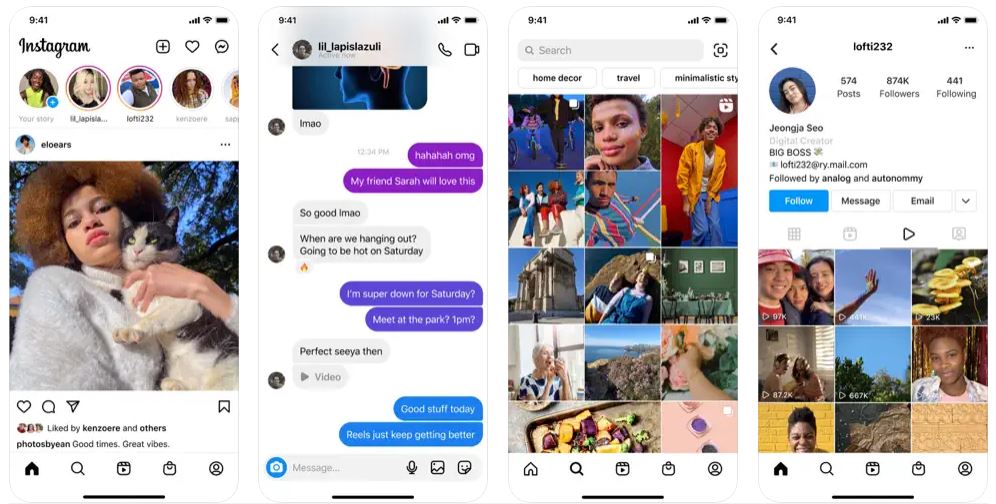 9:41
Instagram
Your story
lil_lapisla...
lofti232
kenzoere
eloears
Liked by kenzoere and others
photosbyean Good times. Great vibes.
9:41
lil_lapislazuli
Active now
lmao
12:34 PM
hahahah omg
My friend Sarah will love this
So good lmao
When are we hanging out?
Going to be hot on Saturday
🔥
I'm super down for Saturday?
Meet at the park? 1pm?
Perfect seeya then
Video
Good stuff today
Reels just keep getting better
Message...
9:41
Search
home decor
travel
minimalistic sty
9:41
lofti232
574
874K
441
Posts
Followers
Following
Jeongja Seo
Digital Creator
BIG BOSS 💸
📧 lofti232@ry.mail.com
Followed by analog and autonommy
Follow
Message
Email
97K
441K
23K
87.2K
667K